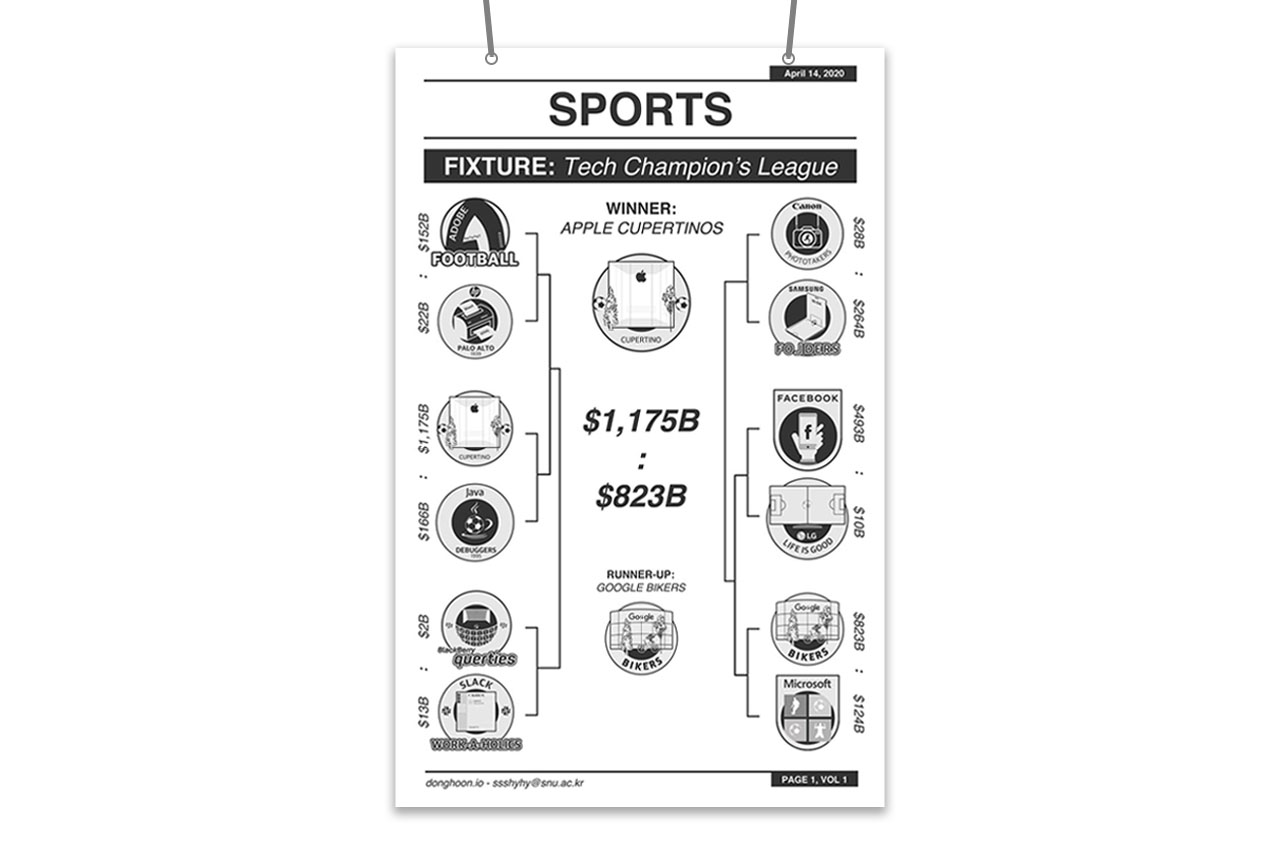 April 14, 2020
SPORTS
FIXTURE: Tech Champion's League
$152B
:
$22B
ADOBE
FOOTBALL
hp
PALO ALTO
1939
$1,175B
:
$166B
CUPERTINO
Java
DEBUGGERS
1995
$2B
:
$13B
BlackBerry
querties
SLACK
WORK-A-HOLICS
WINNER:
APPLE CUPERTINOS
CUPERTINO
$1,175B
:
$823B
RUNNER-UP:
GOOGLE BIKERS
Google
BIKERS
Canon
PHOTOTAKERS
SAMSUNG
$28B
:
$264B
FACEBOOK
f
LG
LIFE IS GOOD
$493B
:
$10B
Google
BIKERS
Microsoft
$823B
:
$124B
donghoon.io - ssshyhy@snu.ac.kr
PAGE 1, VOL 1